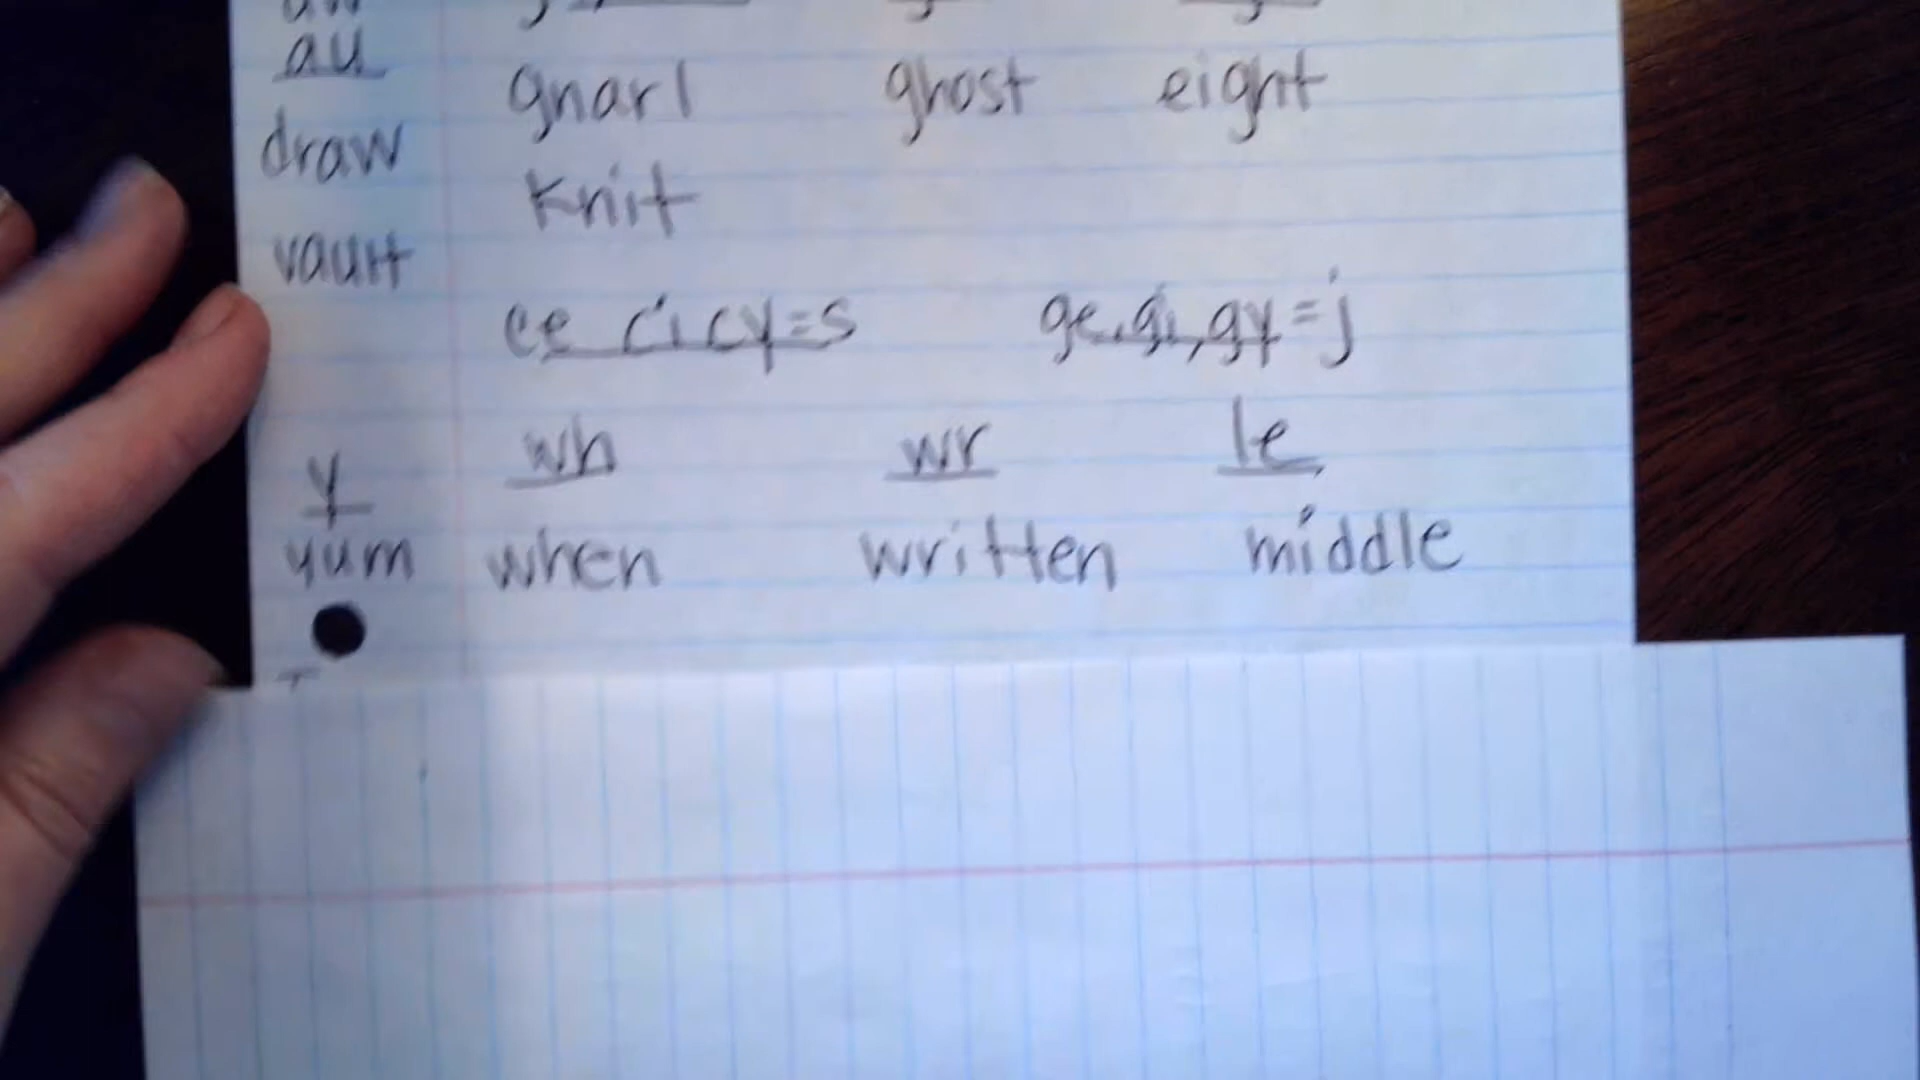 au
gnarl ghost eight
draw
knit
vault
ce ci cy=s ge, gi, gy=j
wh wr le
y
yum when written middle